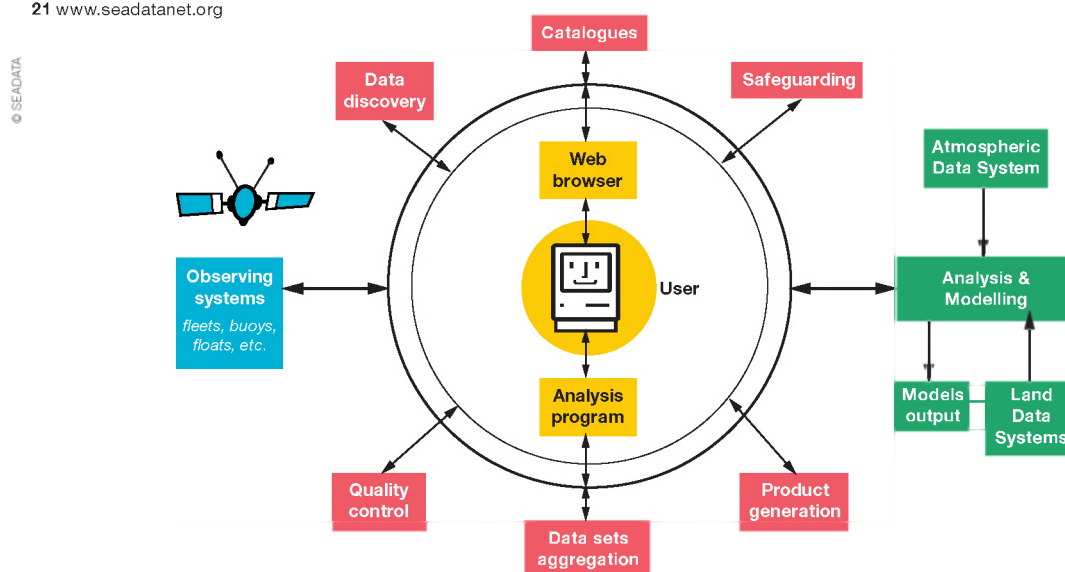 21 www.seadatanet.org
© SEADATA
Catalogues
Data
discovery
Safeguarding
Web
browser
Atmospheric
Data System
Observing
systems
fleets, buoys,
floats, etc.
User
Analysis &
Modelling
Analysis
program
Models
output
Land
Data
Systems
Quality
control
Product
generation
Data sets
aggregation